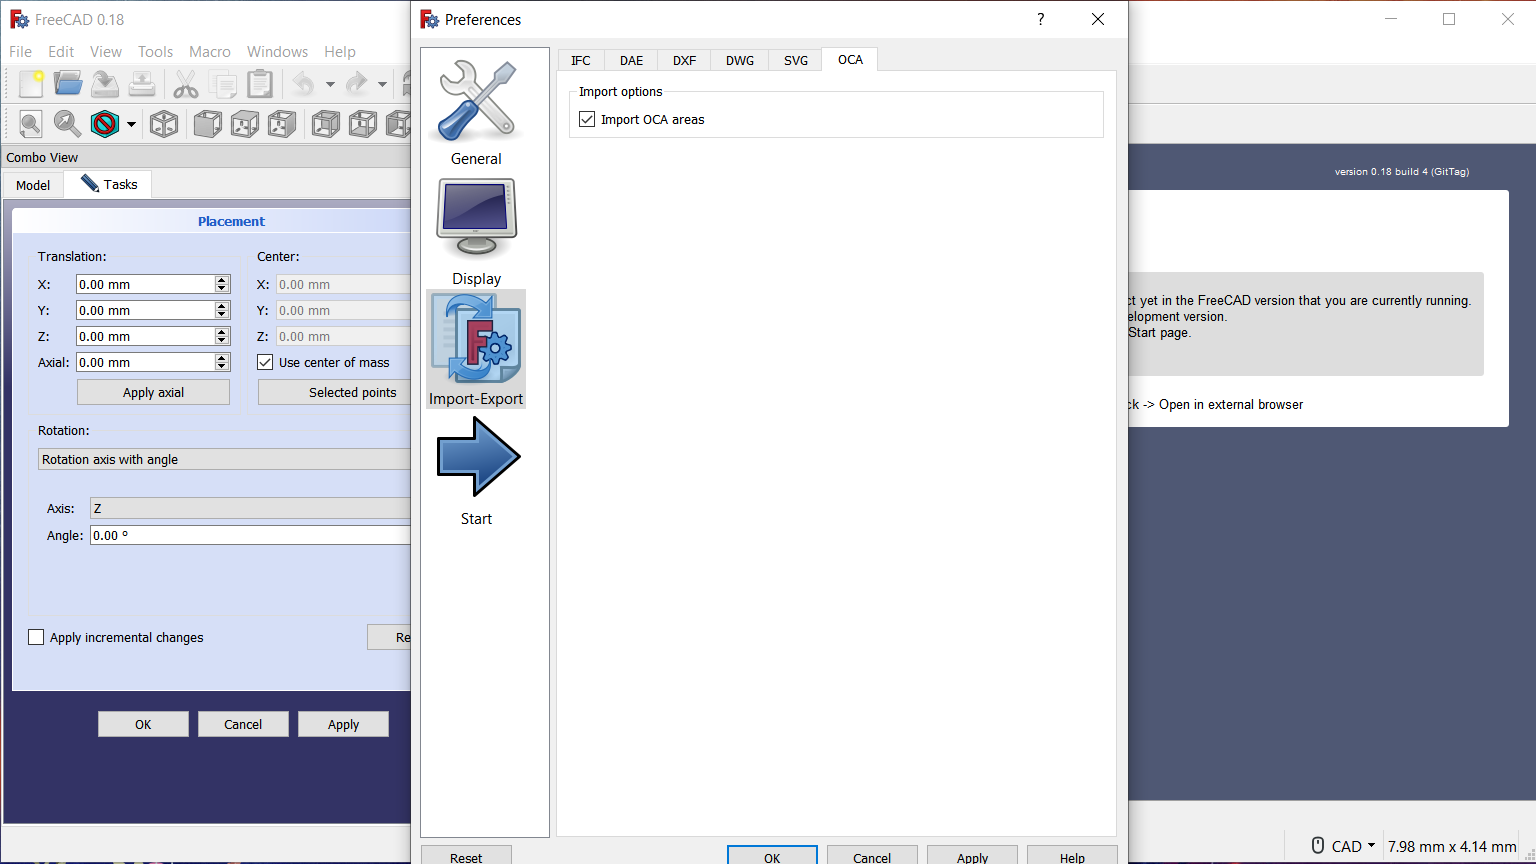 FreeCAD 0.18
File Edit View Tools Macro Windows Help
Combo View
Model Tasks
Placement
Translation:
X: 0.00 mm
Y: 0.00 mm
Z: 0.00 mm
Axial: 0.00 mm
Apply axial
Center:
X: 0.00 mm
Y: 0.00 mm
Z: 0.00 mm
Use center of mass
Selected points
Rotation:
Rotation axis with angle
Axis: Z
Angle: 0.00 °
Apply incremental changes
Re
OK Cancel Apply
Preferences
?
General
Display
Import-Export
Start
IFC DAE DXF DWG SVG OCA
Import options
Import OCA areas
Reset OK Cancel Apply Help
version 0.18 build 4 (GitTag)
ct yet in the FreeCAD version that you are currently running.
elopment version.
Start page.
ck -> Open in external browser
CAD 7.98 mm x 4.14 mm